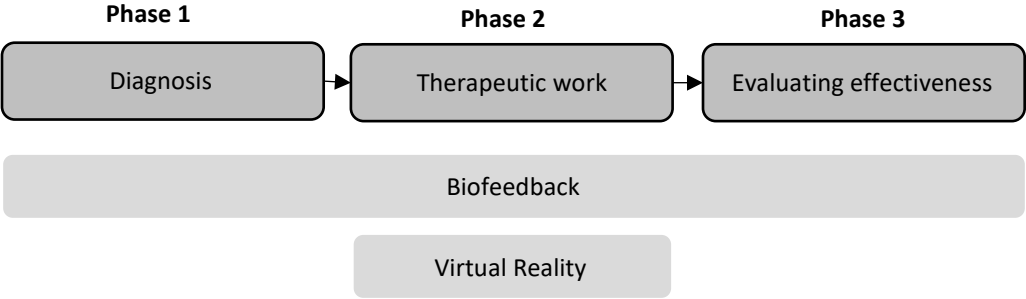 Phase 1
Phase 2
Phase 3
Diagnosis
Therapeutic work
Evaluating effectiveness
Biofeedback
Virtual Reality